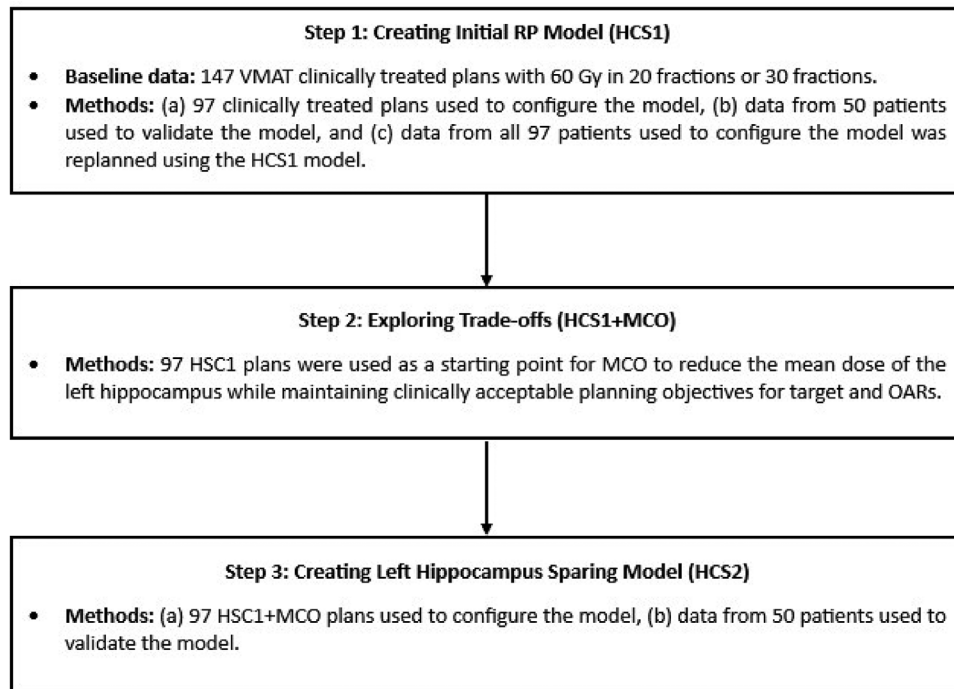 Step 1: Creating Initial RP Model (HCS1)
• Baseline data: 147 VMAT clinically treated plans with 60 Gy in 20 fractions or 30 fractions.
• Methods: (a) 97 clinically treated plans used to configure the model, (b) data from 50 patients
used to validate the model, and (c) data from all 97 patients used to configure the model was
replanned using the HCS1 model.
Step 2: Exploring Trade-offs (HCS1+MCO)
• Methods: 97 HSC1 plans were used as a starting point for MCO to reduce the mean dose of the
left hippocampus while maintaining clinically acceptable planning objectives for target and OARs.
Step 3: Creating Left Hippocampus Sparing Model (HCS2)
• Methods: (a) 97 HSC1+MCO plans used to configure the model, (b) data from 50 patients used to
validate the model.